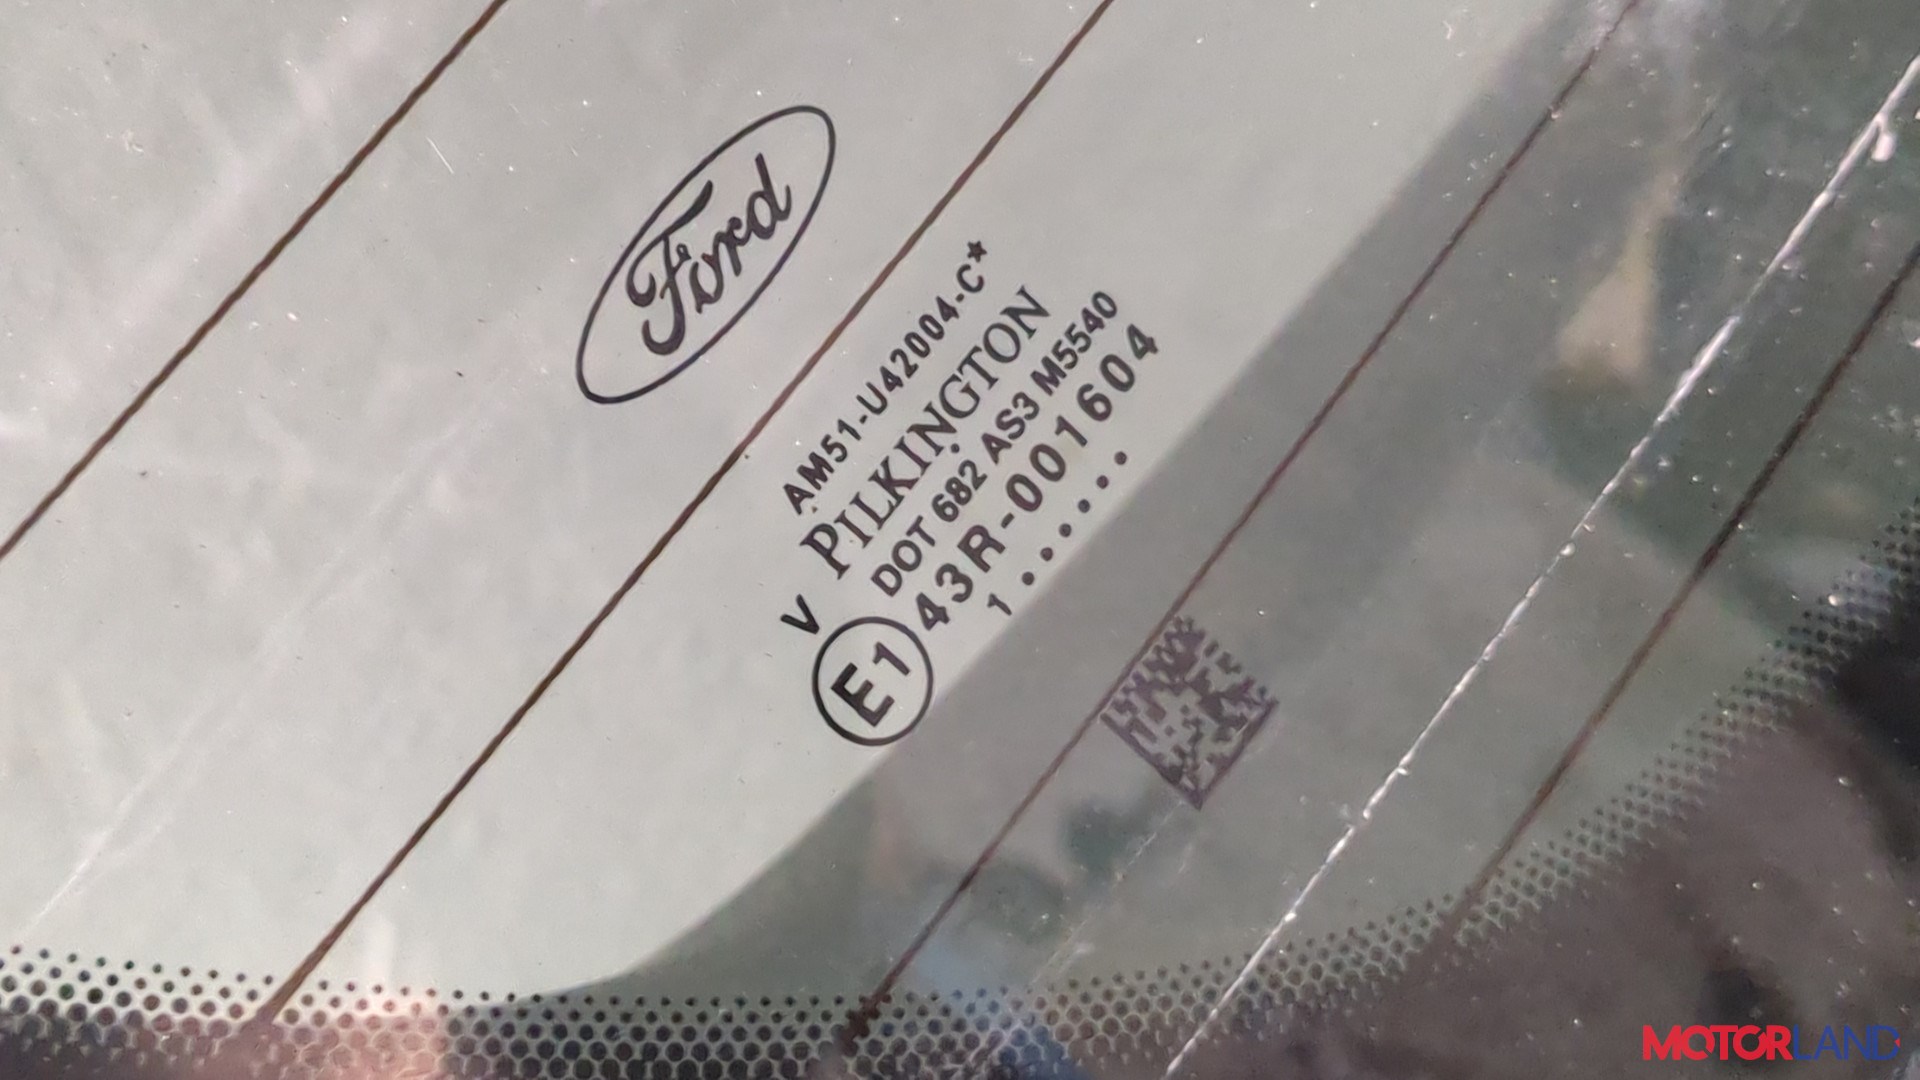 Ford
AM51-U42004-C*
V PILKINGTON
DOT 682 AS3 M5540
E1 43R-001604
1......
MOTORLAND